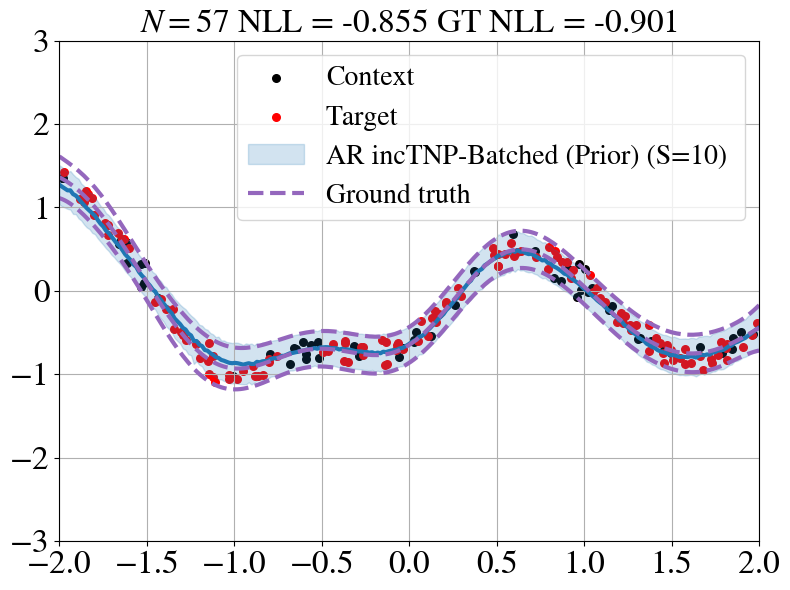 N = 57 NLL = -0.855 GT NLL = -0.901
3
2
1
0
−1
−2
−3
Context
Target
AR incTNP-Batched (Prior) (S=10)
Ground truth
−2.0 −1.5 −1.0 −0.5 0.0 0.5 1.0 1.5 2.0